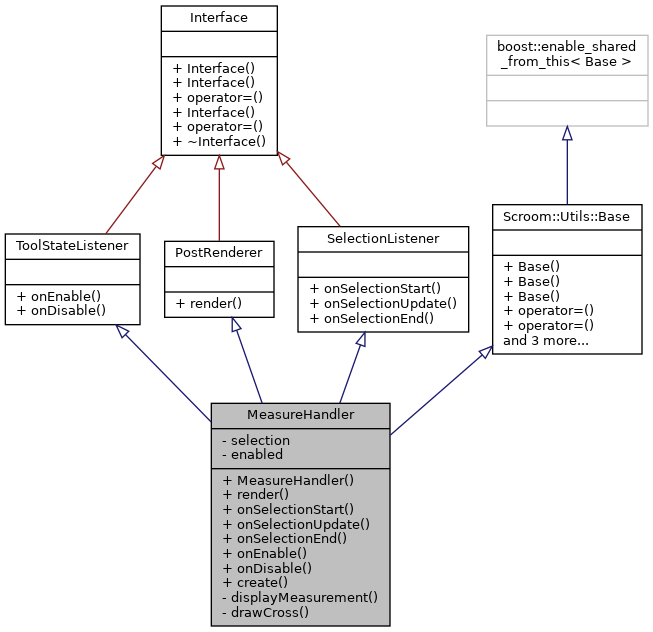 Interface
+ Interface()
+ Interface()
+ operator=()
+ Interface()
+ operator=()
+ ~Interface()
boost::enable_shared
_from_this< Base >
ToolStateListener
+ onEnable()
+ onDisable()
PostRenderer
+ render()
SelectionListener
+ onSelectionStart()
+ onSelectionUpdate()
+ onSelectionEnd()
Scroom::Utils::Base
+ Base()
+ Base()
+ Base()
+ operator=()
+ operator=()
and 3 more...
MeasureHandler
- selection
- enabled
+ MeasureHandler()
+ render()
+ onSelectionStart()
+ onSelectionUpdate()
+ onSelectionEnd()
+ onEnable()
+ onDisable()
+ create()
- displayMeasurement()
- drawCross()